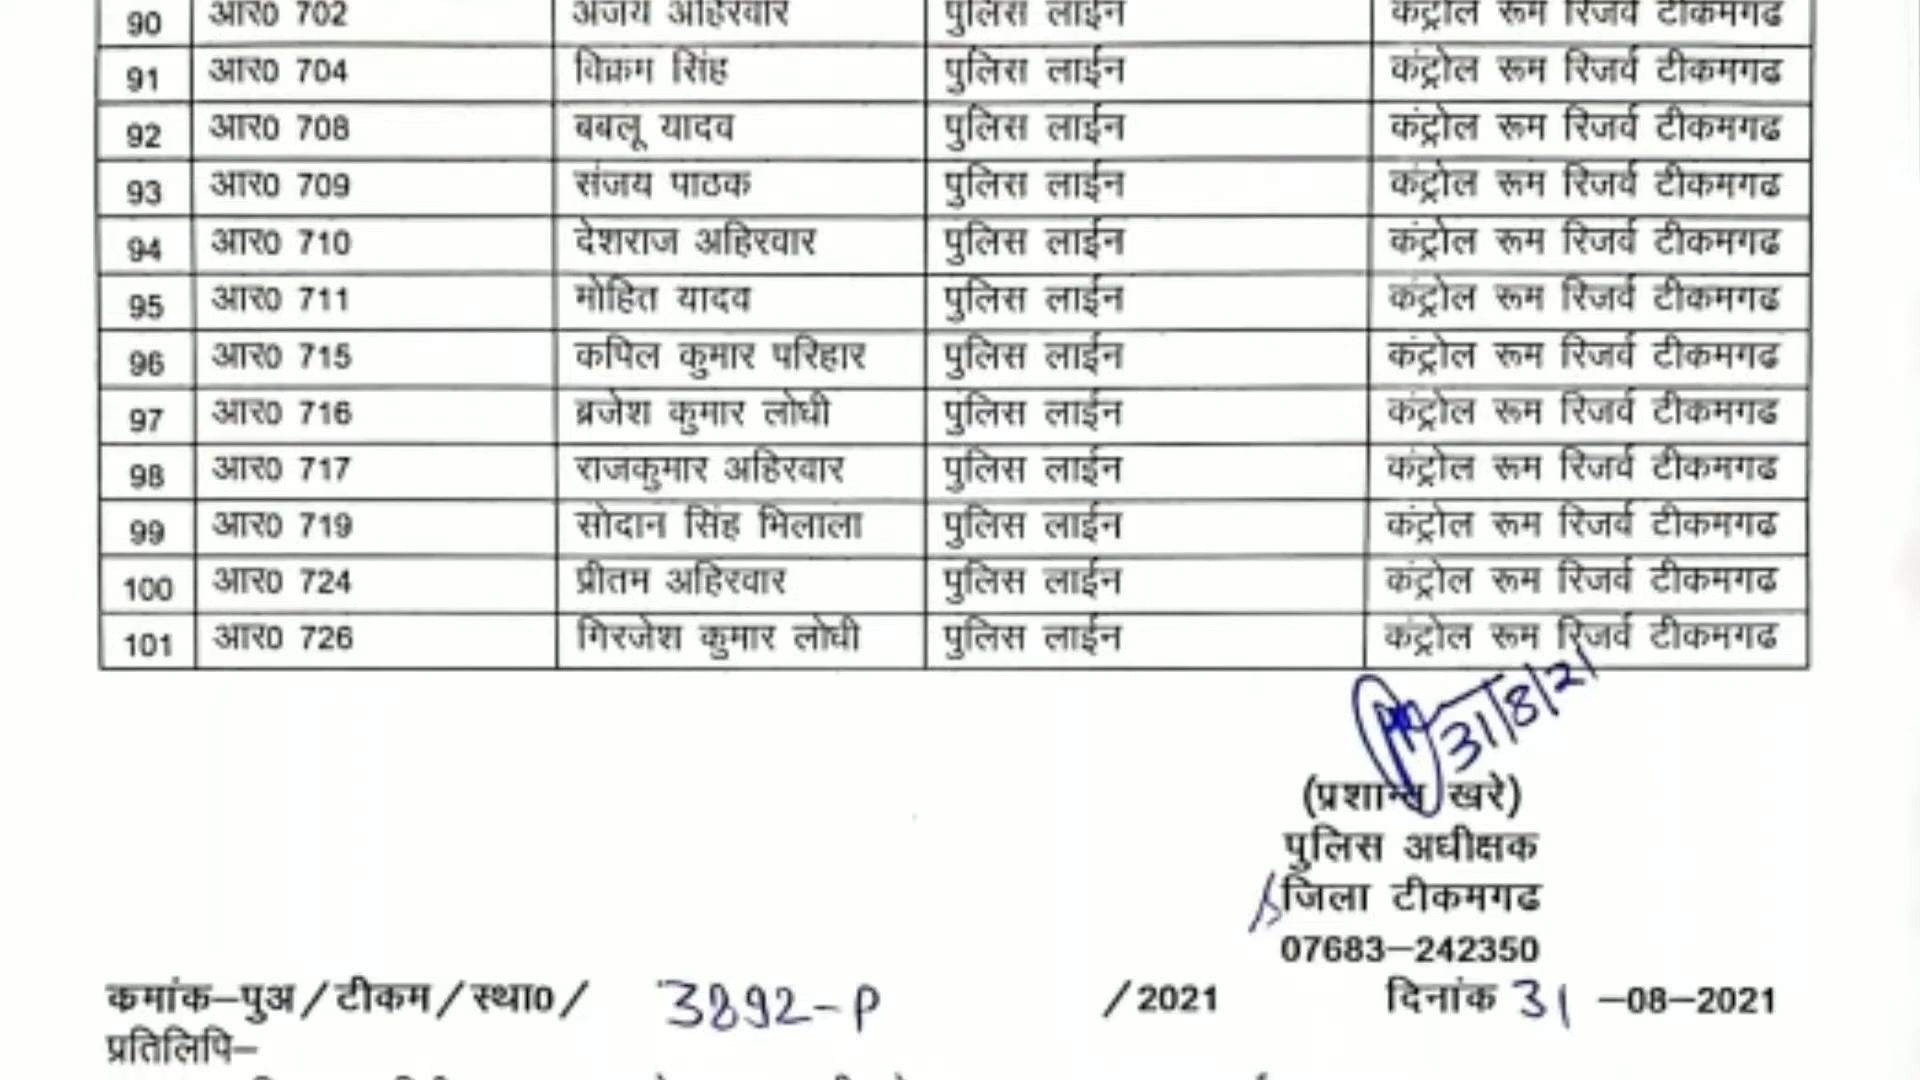 90 आर0 702 अजय अहिरवार पुलिस लाईन कंट्रोल रूम रिजर्व टीकमगढ
91 आर0 704 विक्रम सिंह पुलिस लाईन कंट्रोल रूम रिजर्व टीकमगढ
92 आर0 708 बबलू यादव पुलिस लाईन कंट्रोल रूम रिजर्व टीकमगढ
93 आर0 709 संजय पाठक पुलिस लाईन कंट्रोल रूम रिजर्व टीकमगढ
94 आर0 710 देशराज अहिरवार पुलिस लाईन कंट्रोल रूम रिजर्व टीकमगढ
95 आर0 711 मोहित यादव पुलिस लाईन कंट्रोल रूम रिजर्व टीकमगढ
96 आर0 715 कपिल कुमार परिहार पुलिस लाईन कंट्रोल रूम रिजर्व टीकमगढ
97 आर0 716 ब्रजेश कुमार लोधी पुलिस लाईन कंट्रोल रूम रिजर्व टीकमगढ
98 आर0 717 राजकुमार अहिरवार पुलिस लाईन कंट्रोल रूम रिजर्व टीकमगढ
99 आर0 719 सोदान सिंह भिलाला पुलिस लाईन कंट्रोल रूम रिजर्व टीकमगढ
100 आर0 724 प्रीतम अहिरवार पुलिस लाईन कंट्रोल रूम रिजर्व टीकमगढ
101 आर0 726 गिरजेश कुमार लोधी पुलिस लाईन कंट्रोल रूम रिजर्व टीकमगढ
31/8/21
(प्रशान्त खरे)
पुलिस अधीक्षक
जिला टीकमगढ
07683–242350
कमांक–पुअ/टीकम/स्था0/ 3892-P /2021 दिनांक 31 –08–2021
प्रतिलिपि–